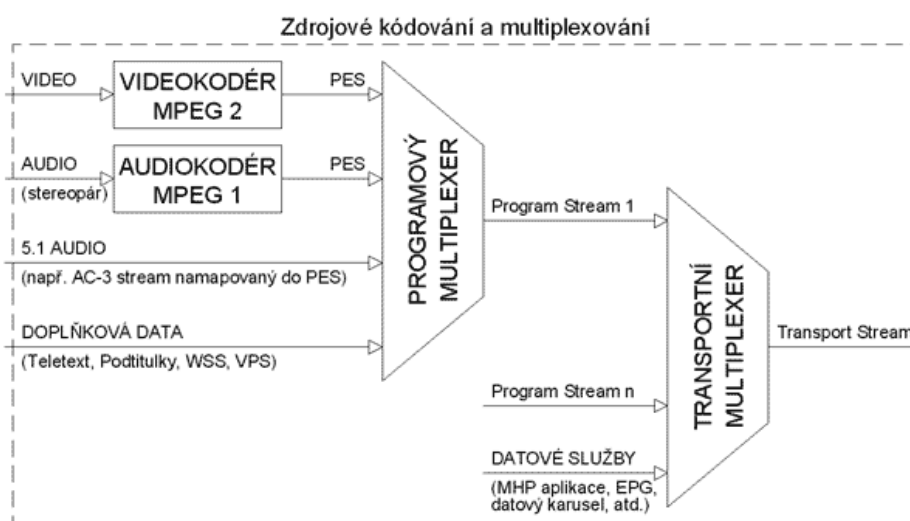 Zdrojové kódování a multiplexování
VIDEO
VIDEOKODÉR
MPEG 2
PES
AUDIO
(stereopár)
AUDIOKODÉR
MPEG 1
PES
5.1 AUDIO
(např. AC-3 stream namapovaný do PES)
DOPLŇKOVÁ DATA
(Teletext, Podtitulky, WSS, VPS)
PROGRAMOVÝ
MULTIPLEXER
Program Stream 1
Program Stream n
DATOVÉ SLUŽBY
(MHP aplikace, EPG,
datový karusel, atd.)
TRANSPORTNÍ
MULTIPLEXER
Transport Stream